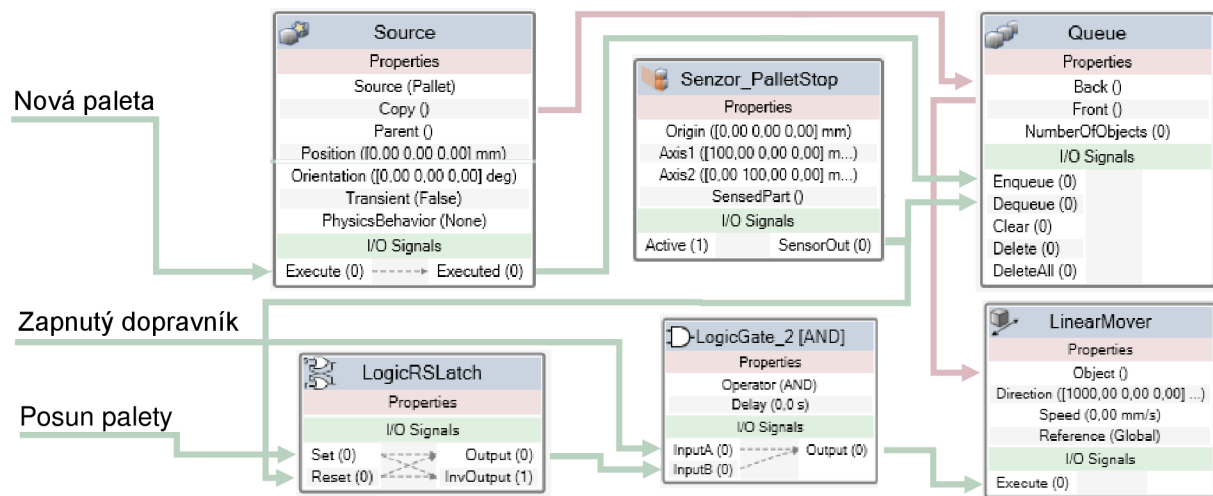 Nová paleta
Zapnutý dopravník
Posun palety
Source
Properties
Source (Pallet)
Copy ()
Parent ()
Position ([0,00 0,00 0,00] mm)
Orientation ([0,00 0,00 0,00] deg)
Transient (False)
PhysicsBehavior (None)
I/O Signals
Execute (0) Executed (0)
Senzor_PalletStop
Properties
Origin ([0,00 0,00 0,00] mm)
Axis1 ([100,00 0,00 0,00] m...)
Axis2 ([0,00 100,00 0,00] m...)
SensedPart ()
I/O Signals
Active (1) SensorOut (0)
Queue
Properties
Back ()
Front ()
NumberOfObjects (0)
I/O Signals
Enqueue (0)
Dequeue (0)
Clear (0)
Delete (0)
DeleteAll (0)
LogicRSLatch
Properties
I/O Signals
Set (0) Output (0)
Reset (0) InvOutput (1)
LogicGate_2 [AND]
Properties
Operator (AND)
Delay (0,0 s)
I/O Signals
InputA (0) Output (0)
InputB (0)
LinearMover
Properties
Object ()
Direction ([1000,00 0,00 0,00] ...)
Speed (0,00 mm/s)
Reference (Global)
I/O Signals
Execute (0)